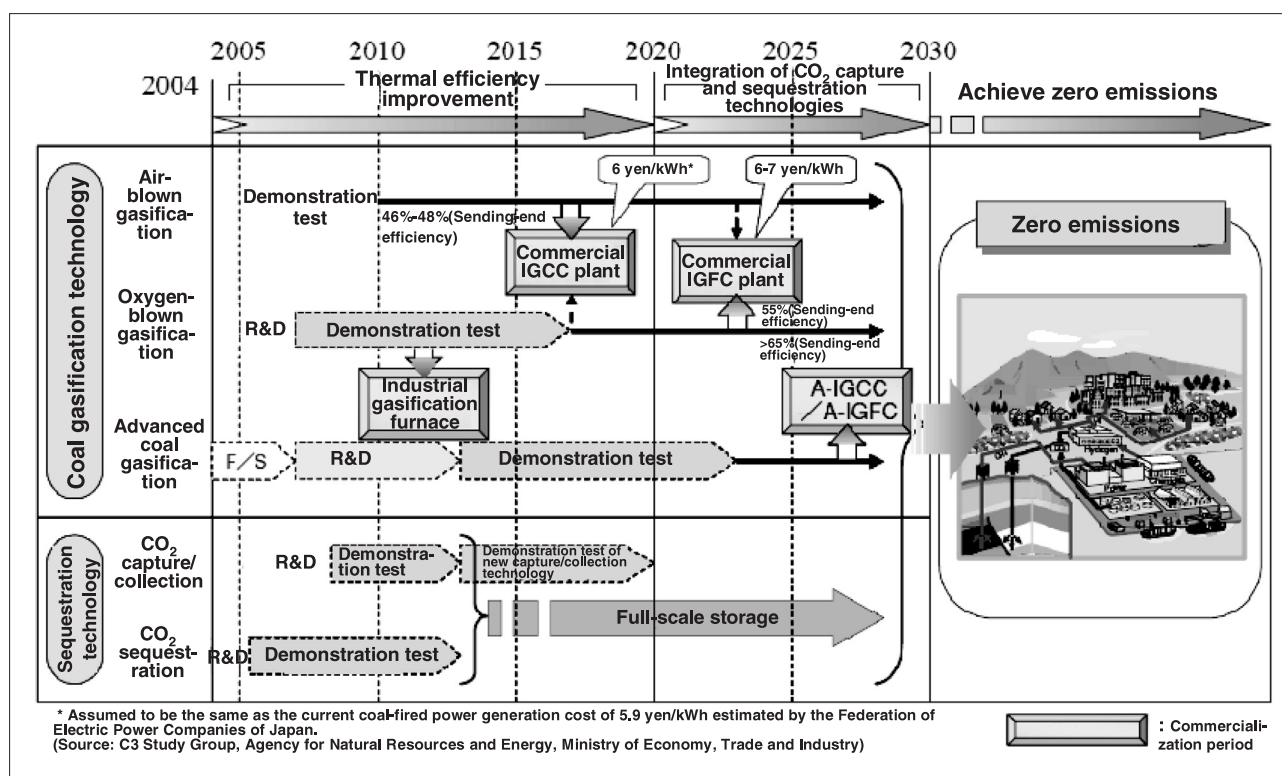 2005
2010
2015
2020
2025
2030
2004
Thermal efficiency
improvement
Integration of CO2 capture
and sequestration
technologies
Achieve zero emissions
Coal gasification technology
Air-
blown
gasifica-
tion
Demonstration
test
46%-48%(Sending-end
efficiency)
6 yen/kWh*
6-7 yen/kWh
Commercial
IGCC plant
Commercial
IGFC plant
Oxygen-
blown
gasifica-
tion
R&D
Demonstration test
55%(Sending-end
efficiency)
>65%(Sending-end
efficiency)
Industrial
gasification
furnace
A-IGCC
/A-IGFC
Advanced
coal
gasifica-
tion
F/S
R&D
Demonstration test
Zero emissions
Hydrogen
Sequestration
technology
CO2
capture/
collection
R&D
Demonstra-
tion test
Demonstration test of
new capture/collection
technology
Full-scale storage
CO2
sequest-
ration
R&D
Demonstration test
* Assumed to be the same as the current coal-fired power generation cost of 5.9 yen/kWh estimated by the Federation of
Electric Power Companies of Japan.
(Source: C3 Study Group, Agency for Natural Resources and Energy, Ministry of Economy, Trade and Industry)
: Commerciali-
zation period